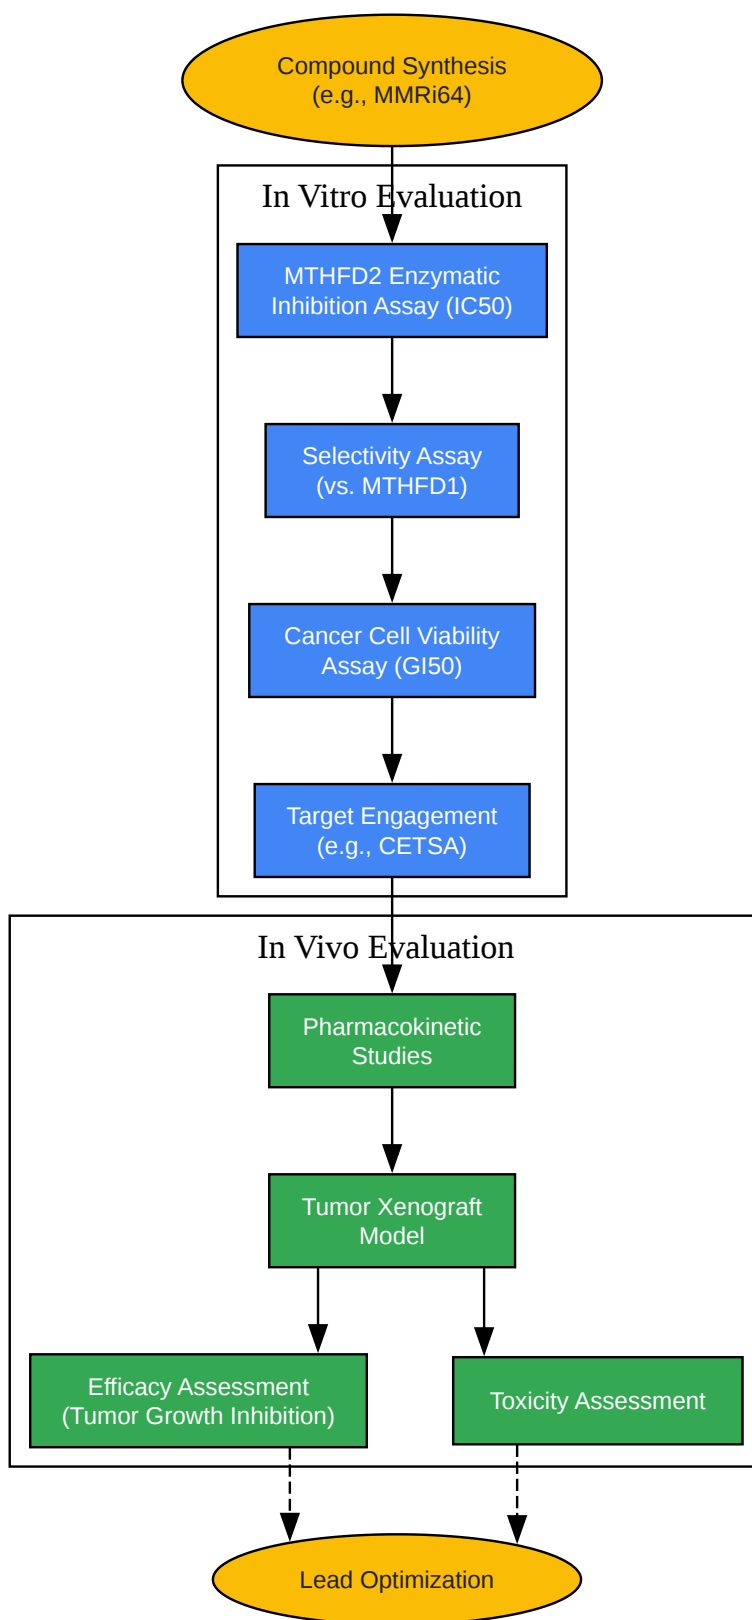 Compound Synthesis
(e.g., MMRi64)
In Vitro Evaluation
MTHFD2 Enzymatic
Inhibition Assay (IC50)
Selectivity Assay
(vs. MTHFD1)
Cancer Cell Viability
Assay (GI50)
Target Engagement
(e.g., CETSA)
In Vivo Evaluation
Pharmacokinetic
Studies
Tumor Xenograft
Model
Efficacy Assessment
(Tumor Growth Inhibition)
Toxicity Assessment
Lead Optimization